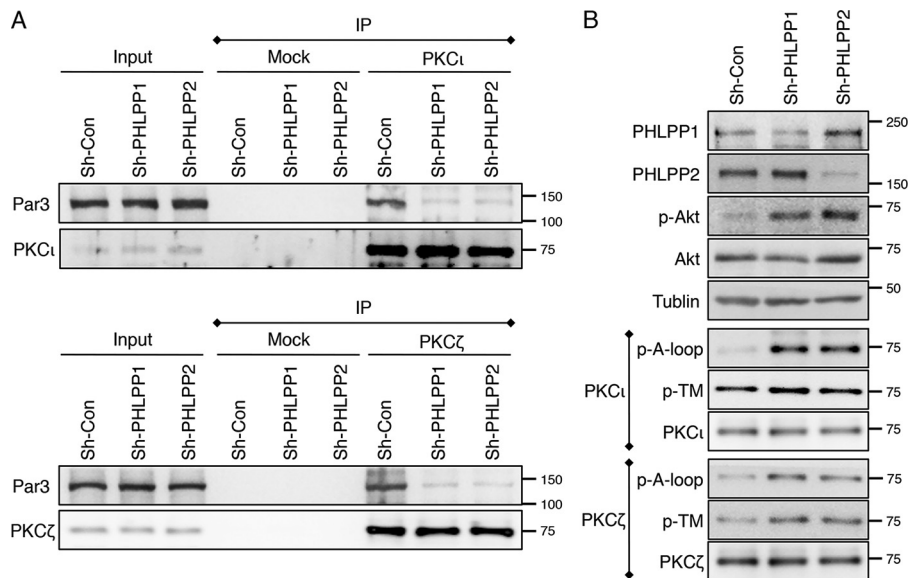 A
IP
Input Mock PKCι
Sh-Con Sh-PHLPP1 Sh-PHLPP2 Sh-Con Sh-PHLPP1 Sh-PHLPP2 Sh-Con Sh-PHLPP1 Sh-PHLPP2
Par3 150
100
PKCι 75
IP
Input Mock PKCζ
Sh-Con Sh-PHLPP1 Sh-PHLPP2 Sh-Con Sh-PHLPP1 Sh-PHLPP2 Sh-Con Sh-PHLPP1 Sh-PHLPP2
Par3 150
100
PKCζ 75
B
Sh-Con Sh-PHLPP1 Sh-PHLPP2
PHLPP1 250
PHLPP2 150
p-Akt 75
Akt 75
Tublin 50
PKCι
p-A-loop 75
p-TM 75
PKCι 75
PKCζ
p-A-loop 75
p-TM 75
PKCζ 75